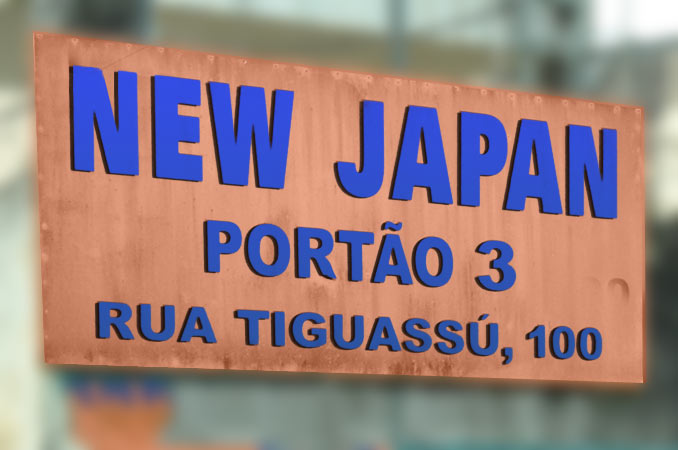 NEW JAPAN
PORTÃO 3
RUA TIGUASSÚ, 100